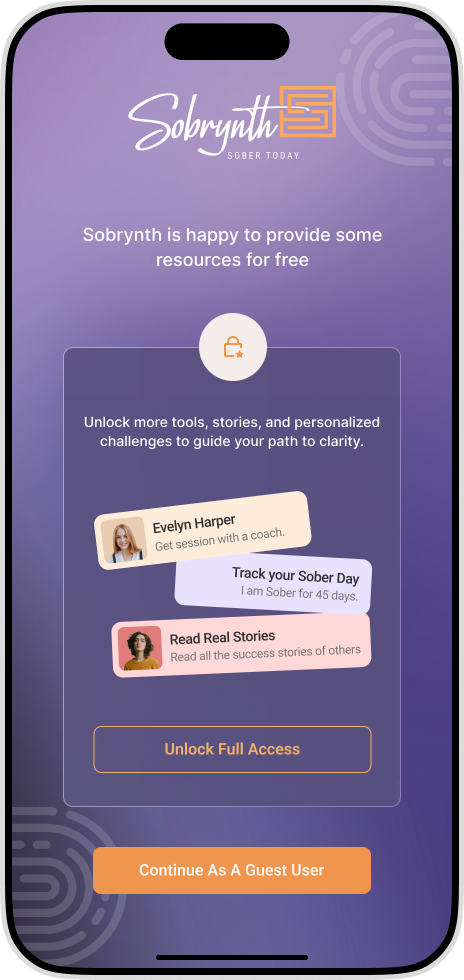 Sobrynth
SOBER TODAY
Sobrynth is happy to provide some
resources for free
Unlock more tools, stories, and personalized
challenges to guide your path to clarity.
Evelyn Harper
Get session with a coach.
Track your Sober Day
I am Sober for 45 days.
Read Real Stories
Read all the success stories of others
Unlock Full Access
Continue As A Guest User